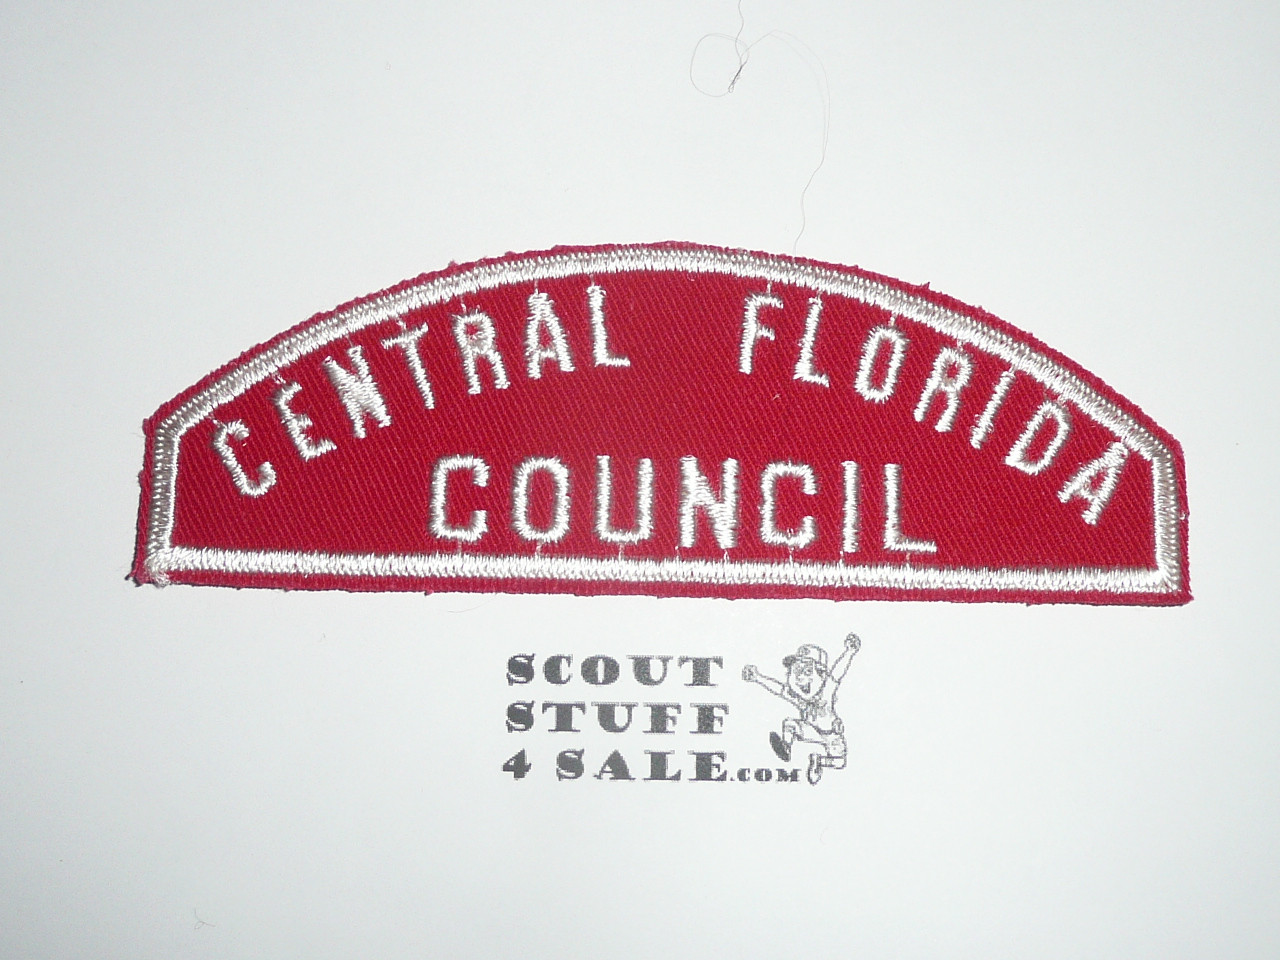 CENTRAL FLORIDA
COUNCIL
SCOUT
STUFF
4 SALE.COM